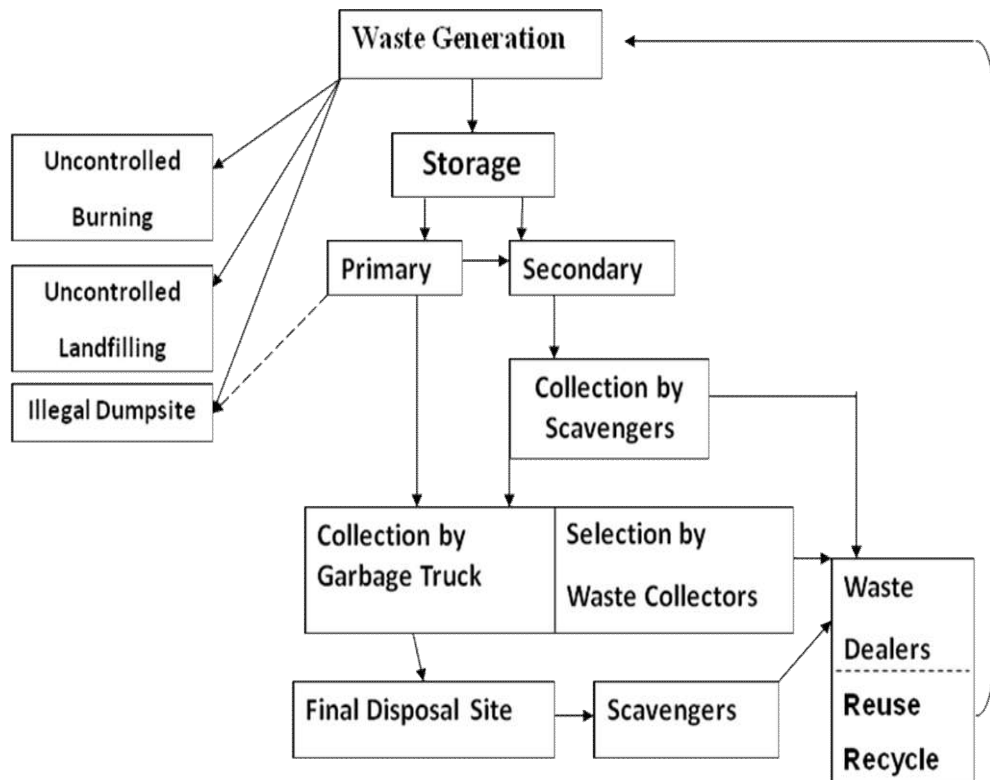 Waste Generation
Uncontrolled
Burning
Storage
Primary
Secondary
Uncontrolled
Landfilling
Illegal Dumpsite
Collection by
Scavengers
Collection by
Garbage Truck
Selection by
Waste Collectors
Waste
Dealers
Reuse
Recycle
Final Disposal Site
Scavengers